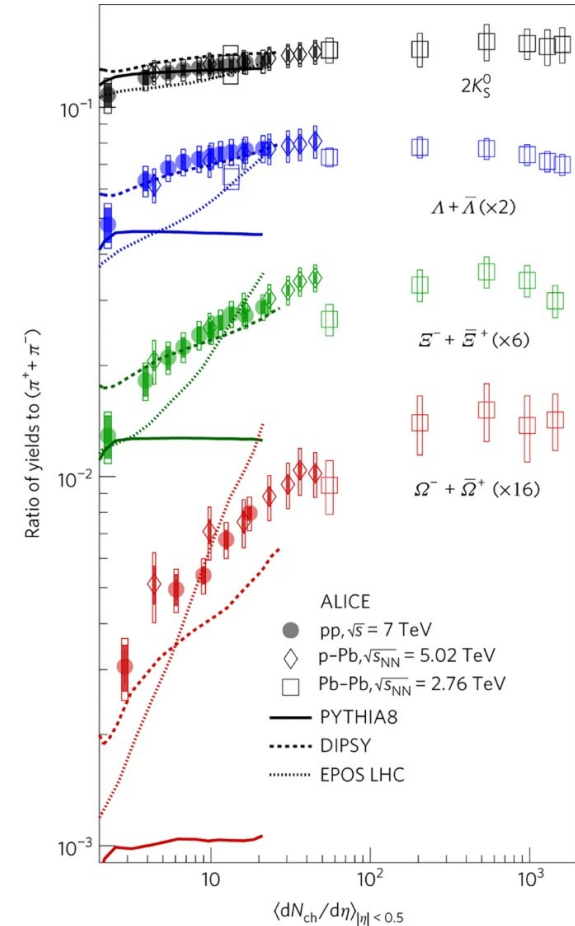 Ratio of yields to (π⁺+ π⁻)
10⁻¹
10⁻²
10⁻³
2K⁰_S
Λ + Λ̅ (×2)
Ξ⁻ + Ξ̅⁺ (×6)
Ω⁻ + Ω̅⁺ (×16)
ALICE
pp, √s = 7 TeV
p–Pb, √s_NN = 5.02 TeV
Pb–Pb, √s_NN = 2.76 TeV
PYTHIA8
DIPSY
EPOS LHC
10
10²
10³
⟨dN_ch/dη⟩_|η| < 0.5